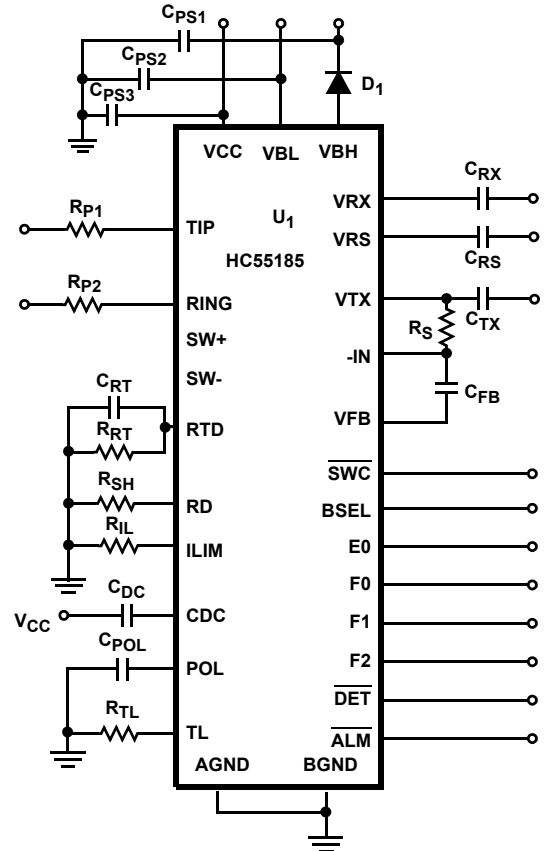 CPS1
CPS2
CPS3
D1
VCC VBL VBH
U1
HC55185
RP1
TIP
RP2
RING
SW+
SW-
CRT
RRT
RTD
RSH
RD
RIL
ILIM
CDC
VCC
CDC
CPOL
POL
RTL
TL
AGND BGND
VRX
CRX
VRS
CRS
VTX
CTX
RS
-IN
CFB
VFB
SWC
BSEL
E0
F0
F1
F2
DET
ALM